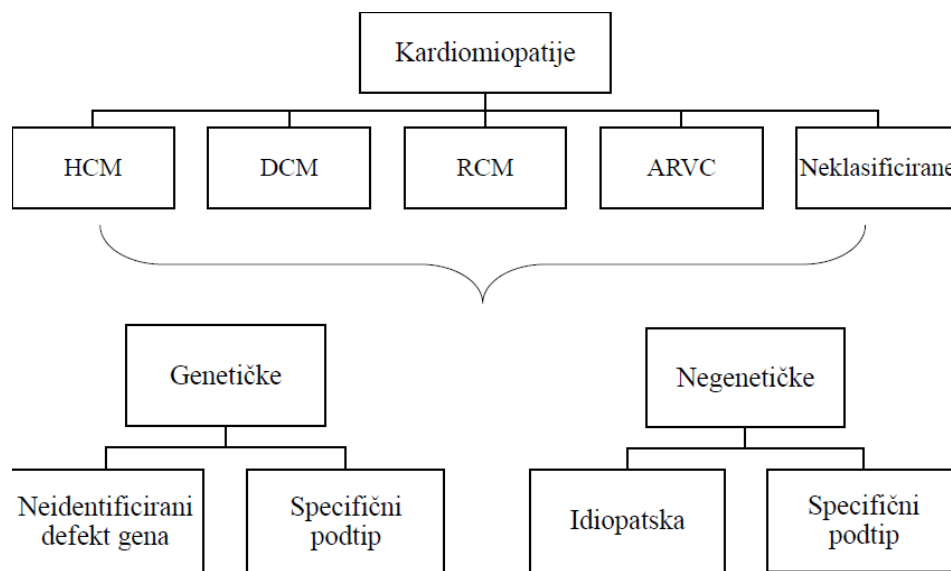 Kardiomiopatije
HCM
DCM
RCM
ARVC
Neklasificirane
Genetičke
Negenetičke
Neidentificirani
defekt gena
Specifični
podtip
Idiopatska
Specifični
podtip